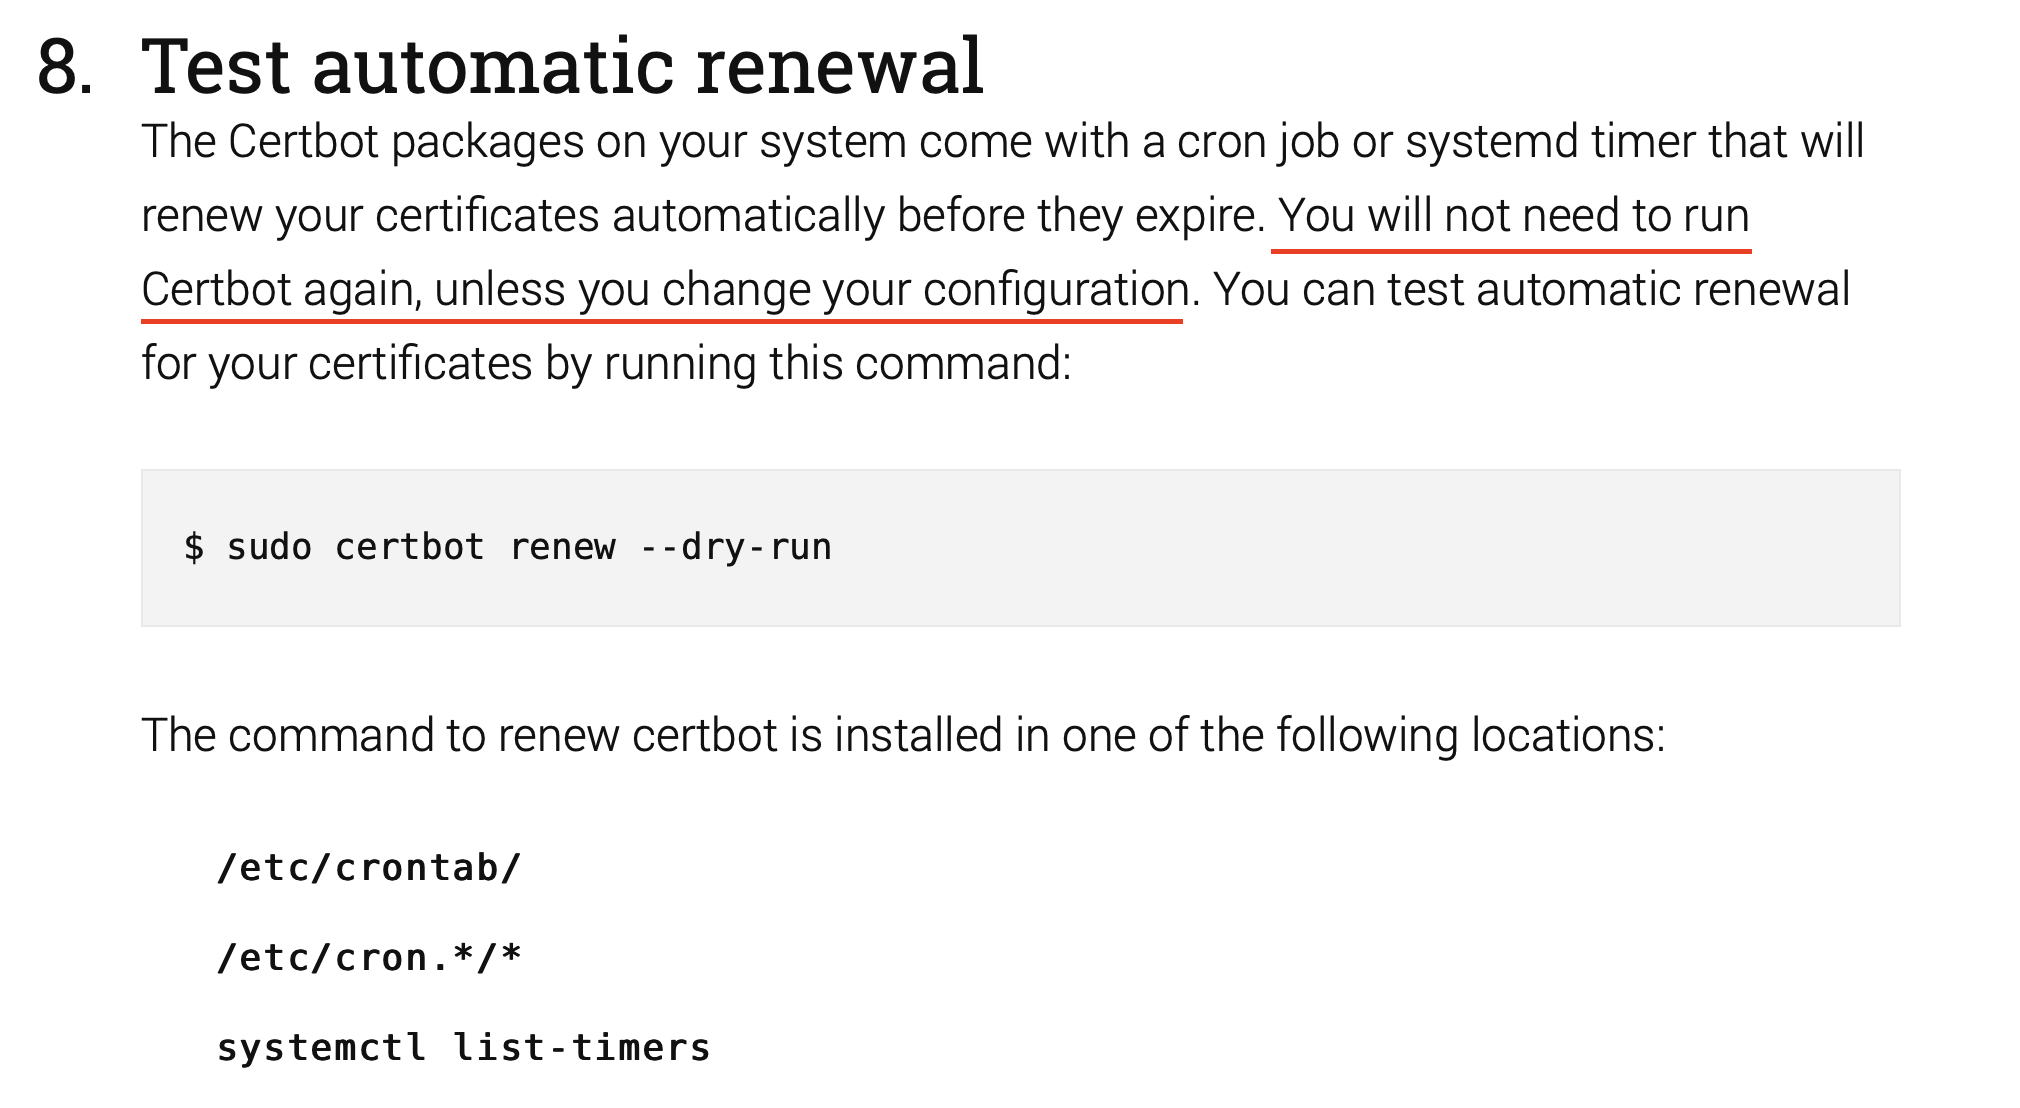 8. Test automatic renewal
The Certbot packages on your system come with a cron job or systemd timer that will
renew your certificates automatically before they expire. You will not need to run
Certbot again, unless you change your configuration. You can test automatic renewal
for your certificates by running this command:
$ sudo certbot renew --dry-run
The command to renew certbot is installed in one of the following locations:
/etc/crontab/
/etc/cron.*/*
systemctl list-timers